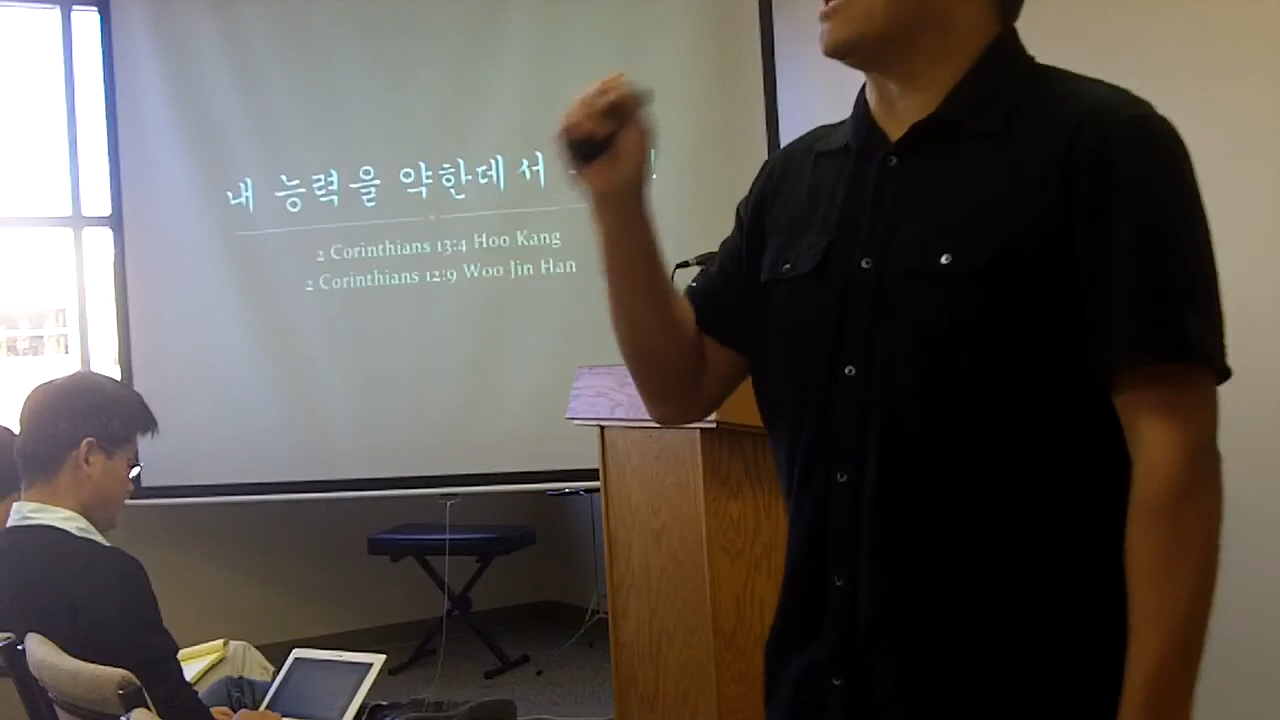 내 능력을 약한데서
2 Corinthians 13:4 Hoo Kang
2 Corinthians 12:9 Woo Jin Han